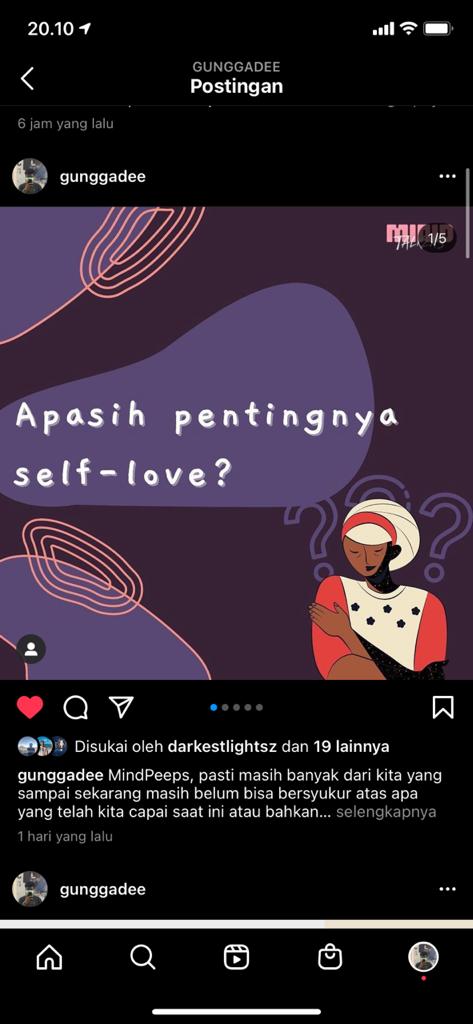 20.10
GUNGGADEE
Postingan
6 jam yang lalu
gunggadee
MIND
TALK
1/5
Apasih pentingnya
self-love?
???
Disukai oleh darkestlightsz dan 19 lainnya
gunggadee MindPeeps, pasti masih banyak dari kita yang
sampai sekarang masih belum bisa bersyukur atas apa
yang telah kita capai saat ini atau bahkan... selengkapnya
1 hari yang lalu
gunggadee